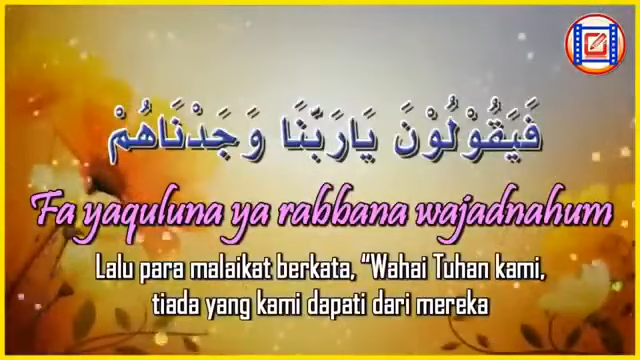 فَيَقُوْلُوْنَ يَارَبَّنَا وَجَدْنَاهُمْ
Fa yaquluna ya rabbana wajadnahum
Lalu para malaikat berkata, “Wahai Tuhan kami,
tiada yang kami dapati dari mereka